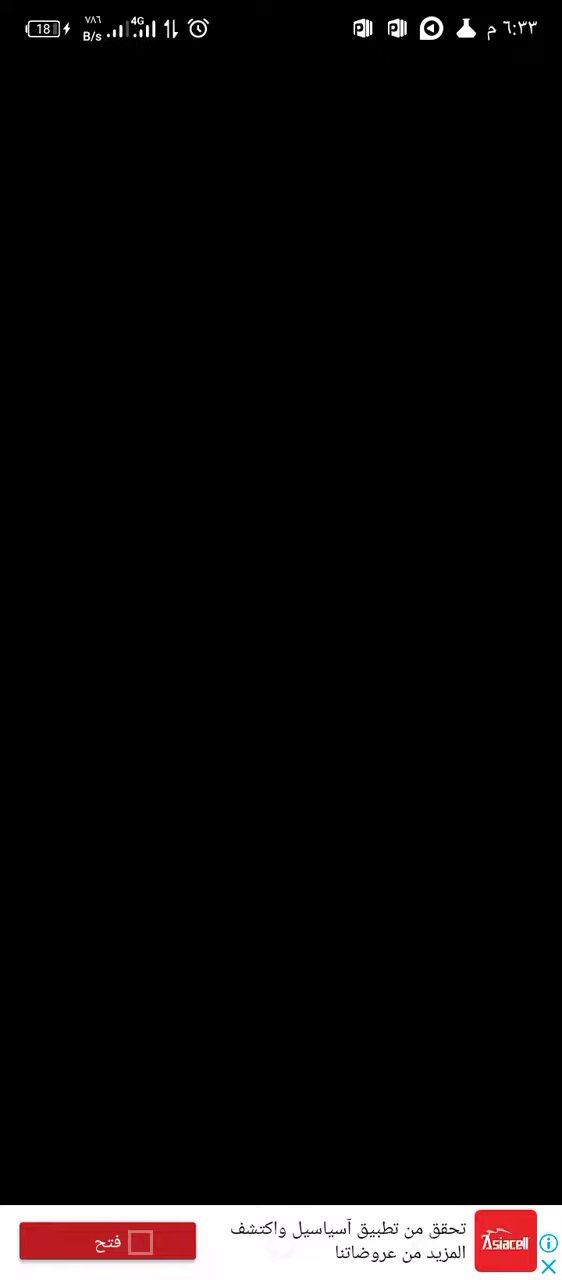 ٦:٣٣ م
4G
٧٨٦
B/s
18
تحقق من تطبيق آسياسيل واكتشف
المزيد من عروضاتنا
Asiacell
فتح